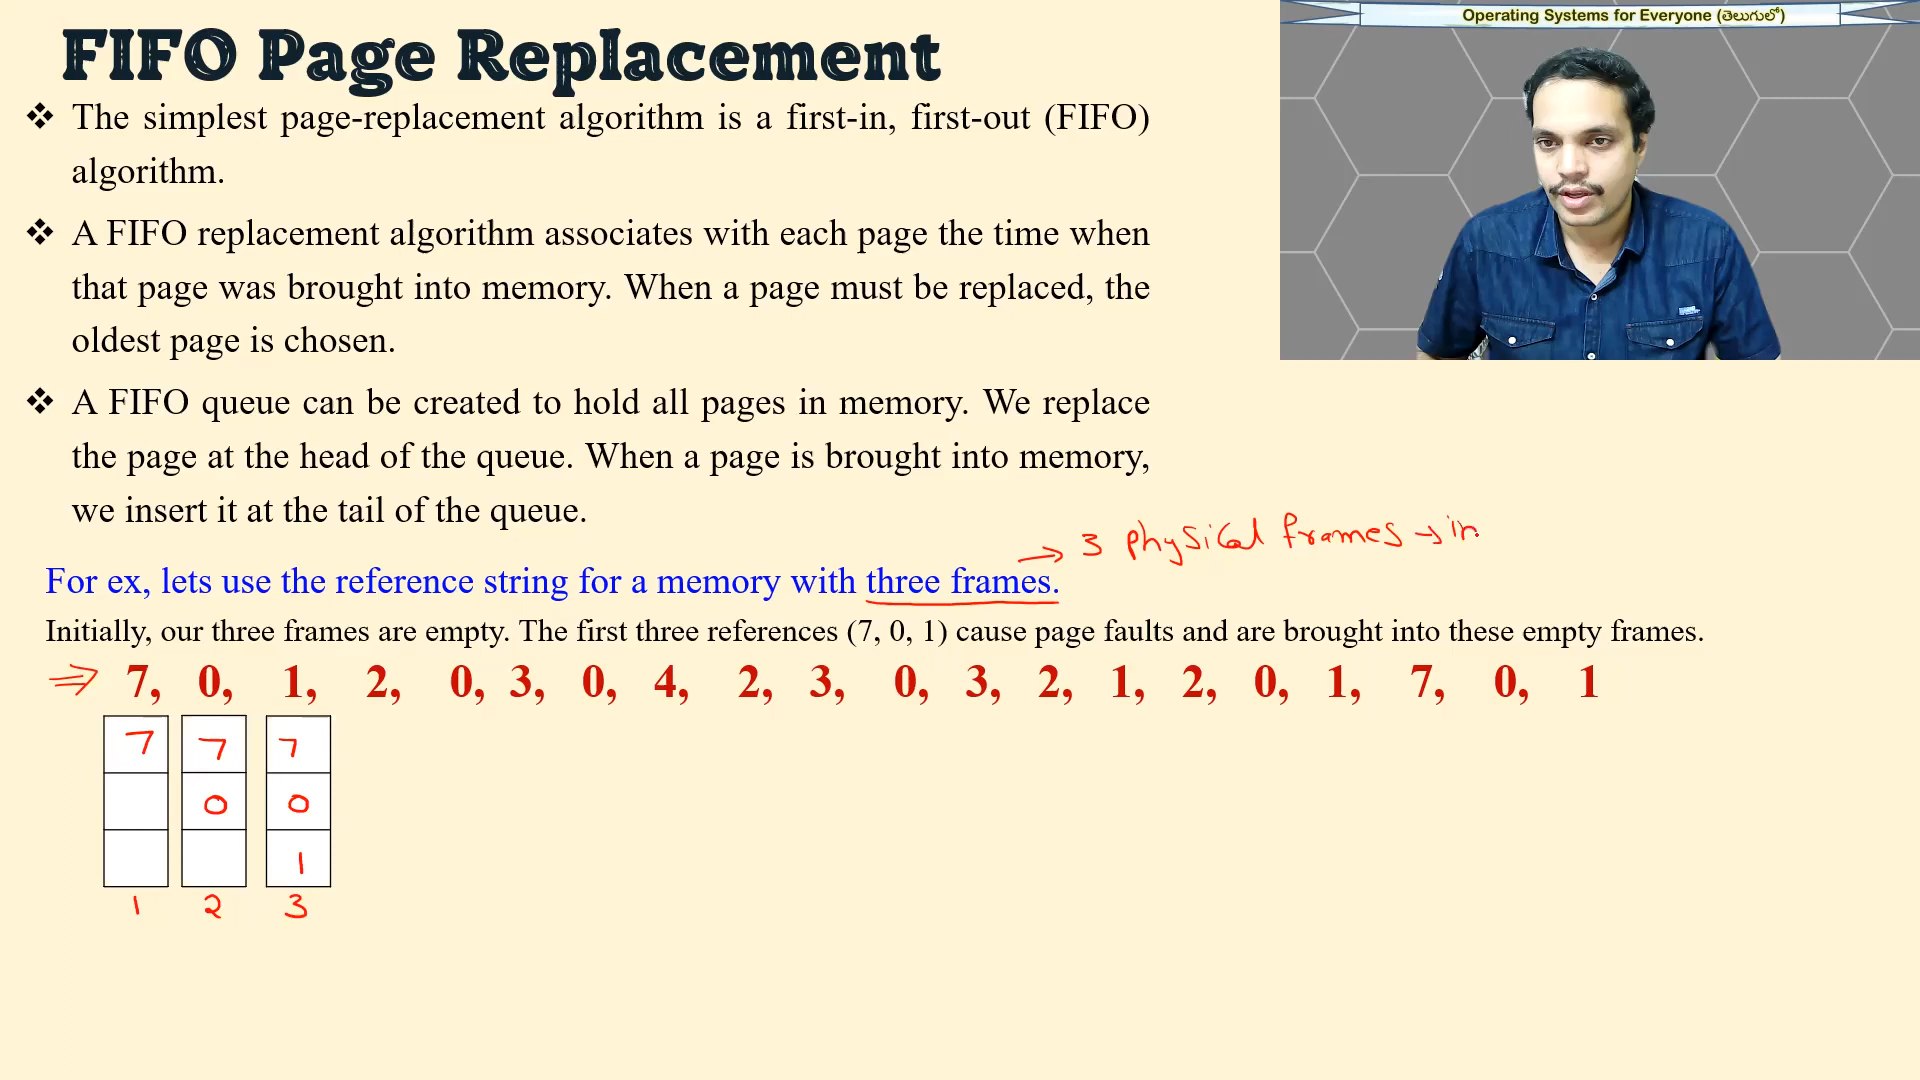 Operating Systems for Everyone (తెలుగులో)
FIFO Page Replacement
❖ The simplest page-replacement algorithm is a first-in, first-out (FIFO)
algorithm.
❖ A FIFO replacement algorithm associates with each page the time when
that page was brought into memory. When a page must be replaced, the
oldest page is chosen.
❖ A FIFO queue can be created to hold all pages in memory. We replace
the page at the head of the queue. When a page is brought into memory,
we insert it at the tail of the queue.
→ 3 physical frames → in
For ex, lets use the reference string for a memory with three frames.
Initially, our three frames are empty. The first three references (7, 0, 1) cause page faults and are brought into these empty frames.
⇒ 7, 0, 1, 2, 0, 3, 0, 4, 2, 3, 0, 3, 2, 1, 2, 0, 1, 7, 0, 1
7 7 7
0 0
1
1 2 3